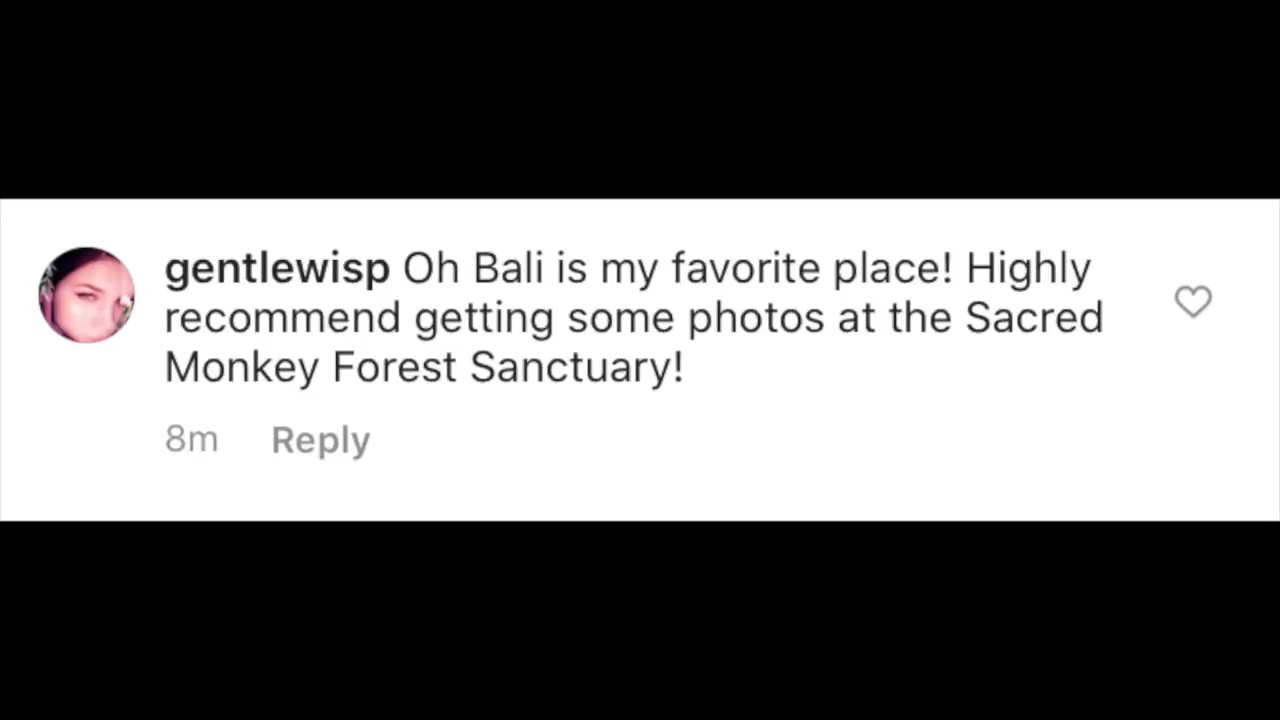 gentlewisp Oh Bali is my favorite place! Highly
recommend getting some photos at the Sacred
Monkey Forest Sanctuary!
8m Reply